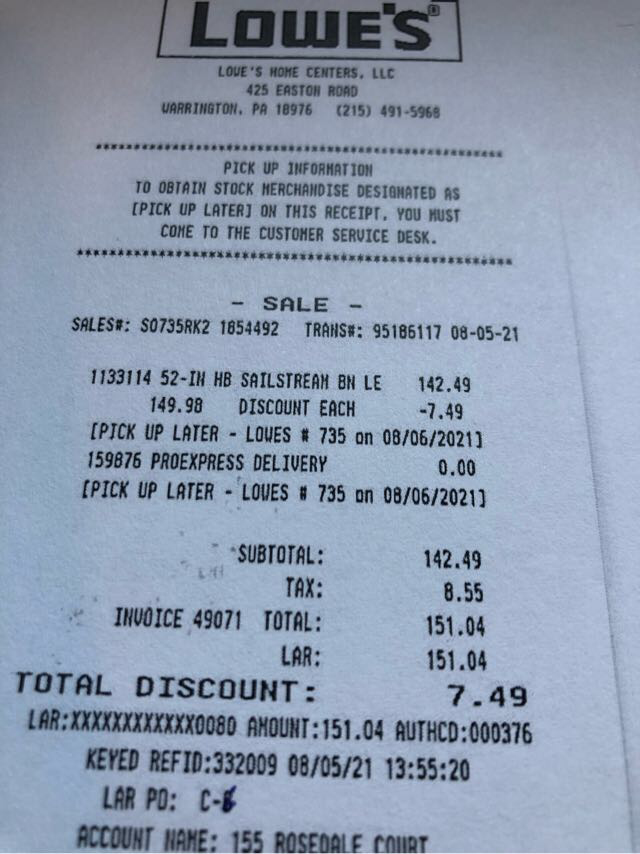 LOWE'S®
LOWE'S HOME CENTERS, LLC
425 EASTON ROAD
WARRINGTON, PA 18976 (215) 491-5968
************************************************
PICK UP INFORMATION
TO OBTAIN STOCK MERCHANDISE DESIGNATED AS
[PICK UP LATER] ON THIS RECEIPT, YOU MUST
COME TO THE CUSTOMER SERVICE DESK.
************************************************
- SALE -
SALES#: S0735RK2 1854492 TRANS#: 95186117 08-05-21
1133114 52-IN HB SAILSTREAM BN LE 142.49
149.98 DISCOUNT EACH -7.49
[PICK UP LATER - LOWES # 735 on 08/06/2021]
159876 PROEXPRESS DELIVERY 0.00
[PICK UP LATER - LOWES # 735 on 08/06/2021]
SUBTOTAL: 142.49
TAX: 8.55
INVOICE 49071 TOTAL: 151.04
LAR: 151.04
TOTAL DISCOUNT: 7.49
LAR:XXXXXXXXXXXX0080 AMOUNT:151.04 AUTHCD:000376
KEYED REFID:332009 08/05/21 13:55:20
LAR PO: C-
ACCOUNT NAME: 155 ROSEDALE COURT